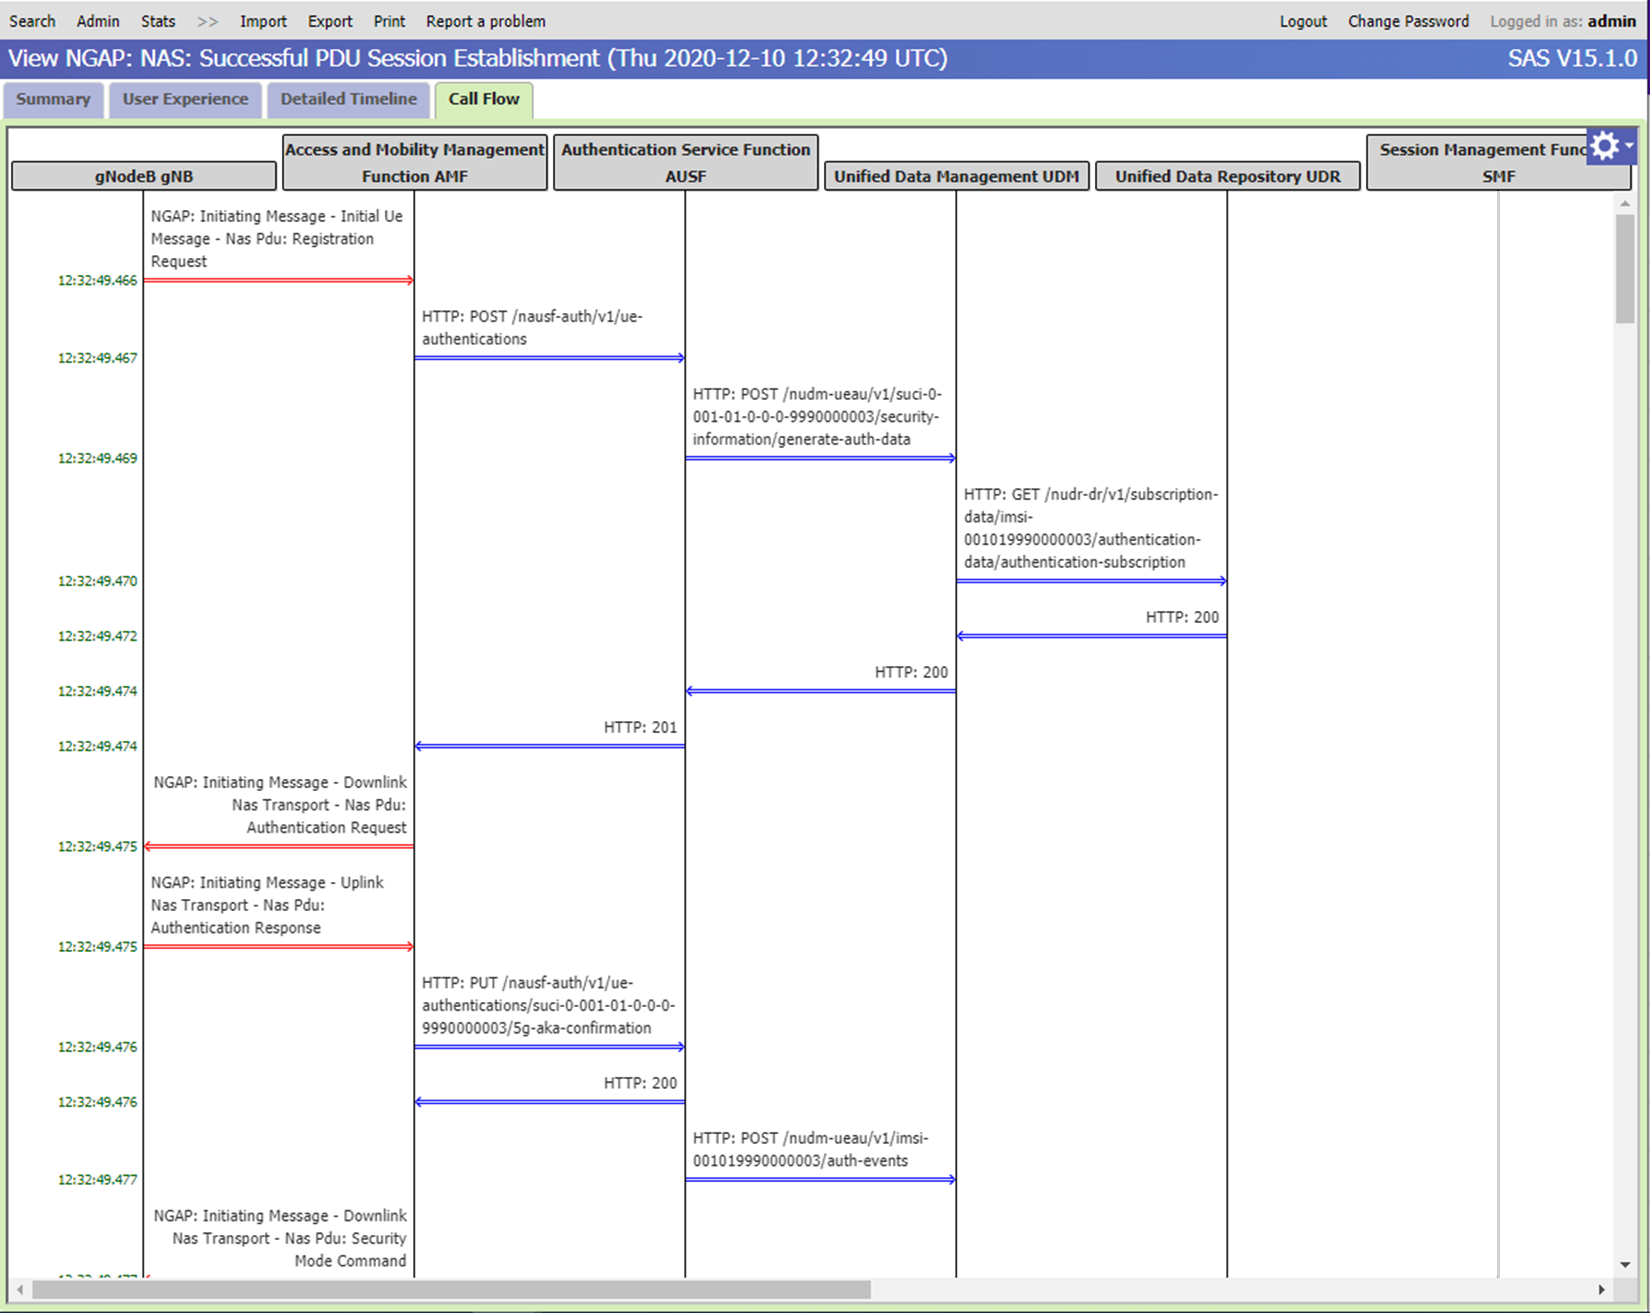 Search Admin Stats >> Import Export Print Report a problem Logout Change Password Logged in as: admin
View NGAP: NAS: Successful PDU Session Establishment (Thu 2020-12-10 12:32:49 UTC) SAS V15.1.0
Summary User Experience Detailed Timeline Call Flow
gNodeB gNB
Access and Mobility Management
Function AMF
Authentication Service Function
AUSF
Unified Data Management UDM
Unified Data Repository UDR
Session Management Func
SMF
NGAP: Initiating Message - Initial Ue
Message - Nas Pdu: Registration
Request
12:32:49.466
HTTP: POST /nausf-auth/v1/ue-
authentications
12:32:49.467
HTTP: POST /nudm-ueau/v1/suci-0-
001-01-0-0-0-9990000003/security-
information/generate-auth-data
12:32:49.469
HTTP: GET /nudr-dr/v1/subscription-
data/imsi-
001019990000003/authentication-
data/authentication-subscription
12:32:49.470
HTTP: 200
12:32:49.472
HTTP: 200
12:32:49.474
HTTP: 201
12:32:49.474
NGAP: Initiating Message - Downlink
Nas Transport - Nas Pdu:
Authentication Request
12:32:49.475
NGAP: Initiating Message - Uplink
Nas Transport - Nas Pdu:
Authentication Response
12:32:49.475
HTTP: PUT /nausf-auth/v1/ue-
authentications/suci-0-001-01-0-0-0-
9990000003/5g-aka-confirmation
12:32:49.476
HTTP: 200
12:32:49.476
HTTP: POST /nudm-ueau/v1/imsi-
001019990000003/auth-events
12:32:49.477
NGAP: Initiating Message - Downlink
Nas Transport - Nas Pdu: Security
Mode Command